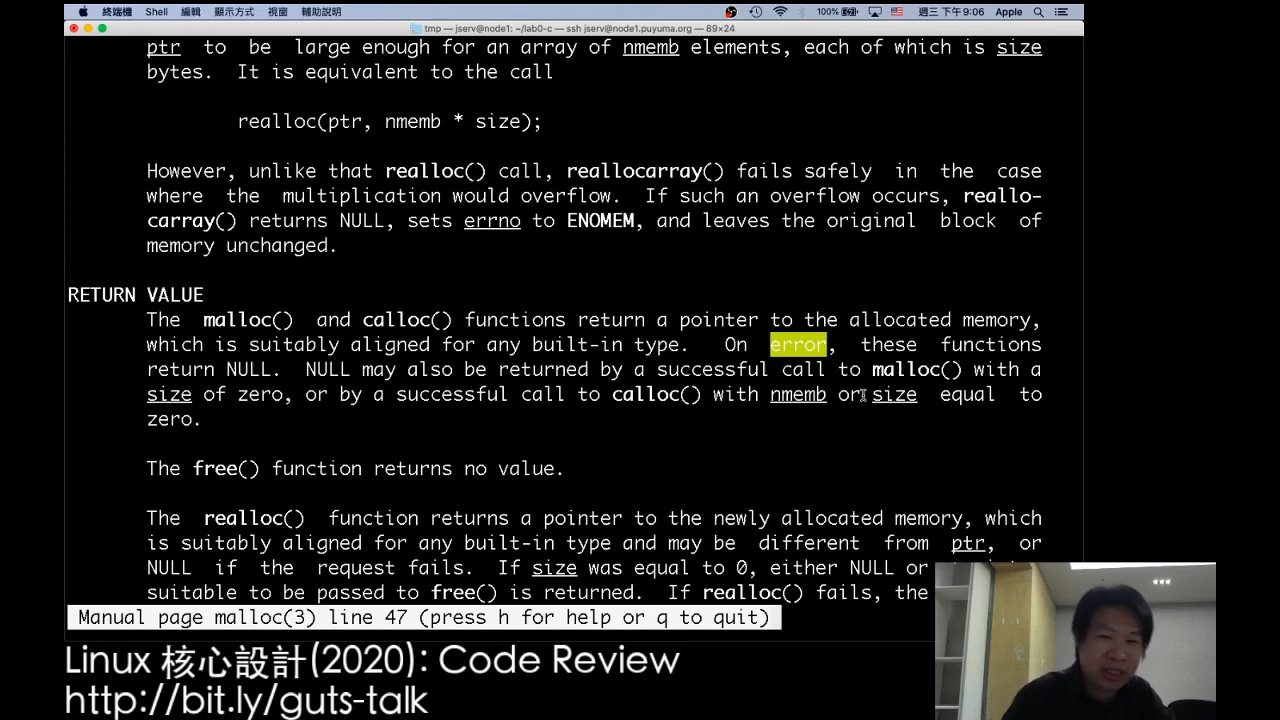 終端機 Shell 編輯 顯示方式 視窗 輔助說明 100% 週三下午9:06 Apple
tmp — jserv@node1: ~/lab0-c — ssh jserv@node1.puyuma.org — 89×24
ptr to be large enough for an array of nmemb elements, each of which is size
bytes. It is equivalent to the call
realloc(ptr, nmemb * size);
However, unlike that realloc() call, reallocarray() fails safely in the case
where the multiplication would overflow. If such an overflow occurs, reallo-
carray() returns NULL, sets errno to ENOMEM, and leaves the original block of
memory unchanged.
RETURN VALUE
The malloc() and calloc() functions return a pointer to the allocated memory,
which is suitably aligned for any built-in type. On error, these functions
return NULL. NULL may also be returned by a successful call to malloc() with a
size of zero, or by a successful call to calloc() with nmemb or size equal to
zero.
The free() function returns no value.
The realloc() function returns a pointer to the newly allocated memory, which
is suitably aligned for any built-in type and may be different from ptr, or
NULL if the request fails. If size was equal to 0, either NULL or
suitable to be passed to free() is returned. If realloc() fails, the
Manual page malloc(3) line 47 (press h for help or q to quit)
Linux 核心設計(2020): Code Review
http://bit.ly/guts-talk